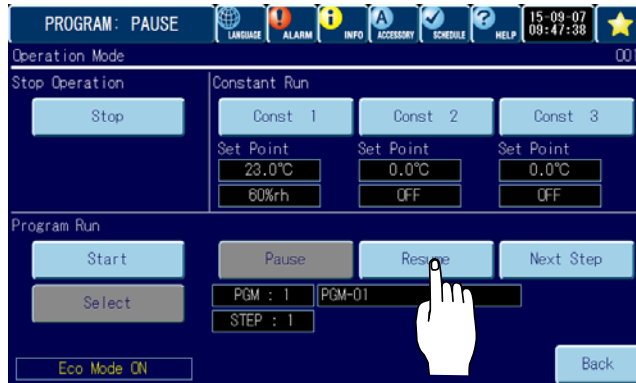 PROGRAM: PAUSE
LANGUAGE ALARM INFO ACCESSORY SCHEDULE HELP
15-09-07
09:47:38
Operation Mode 001
Stop Operation Constant Run
Stop Const 1 Const 2 Const 3
Set Point Set Point Set Point
23.0℃ 0.0℃ 0.0℃
60%rh OFF OFF
Program Run
Start Pause Resume Next Step
Select PGM : 1 PGM-01
STEP : 1
Eco Mode ON Back